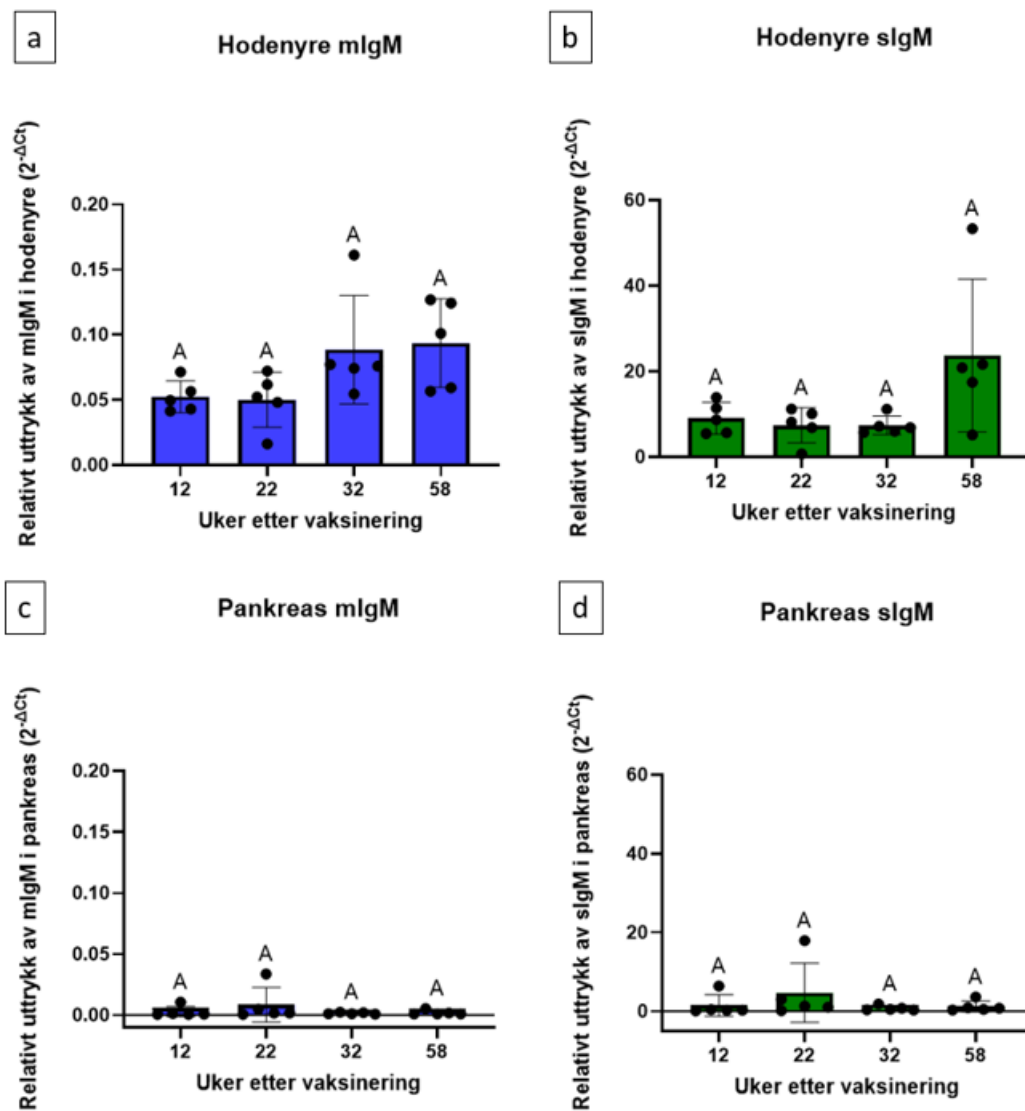 a
Hodenyre mIgM
Relativt uttrykk av mIgM i hodenyre (2^-ΔCt)
0.20
0.15
0.10
0.05
0.00
A
A
A
A
12
22
32
58
Uker etter vaksinering
b
Hodenyre sIgM
Relativt uttrykk av sIgM i hodenyre (2^-ΔCt)
60
40
20
0
A
A
A
A
12
22
32
58
Uker etter vaksinering
c
Pankreas mIgM
Relativt uttrykk av mIgM i pankreas (2^-ΔCt)
0.20
0.15
0.10
0.05
0.00
A
A
A
A
12
22
32
58
Uker etter vaksinering
d
Pankreas sIgM
Relativt uttrykk av sIgM i pankreas (2^-ΔCt)
60
40
20
0
A
A
A
A
12
22
32
58
Uker etter vaksinering